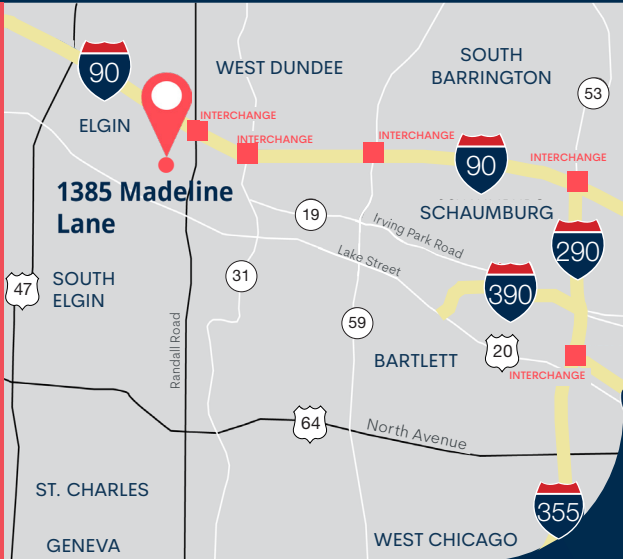 90
WEST DUNDEE
SOUTH
BARRINGTON
53
ELGIN
INTERCHANGE
INTERCHANGE
INTERCHANGE
90
INTERCHANGE
1385 Madeline
Lane
19
Irving Park Road
SCHAUMBURG
290
Lake Street
47
SOUTH
ELGIN
31
390
59
Randall Road
BARTLETT
20
INTERCHANGE
64
North Avenue
ST. CHARLES
355
GENEVA
WEST CHICAGO